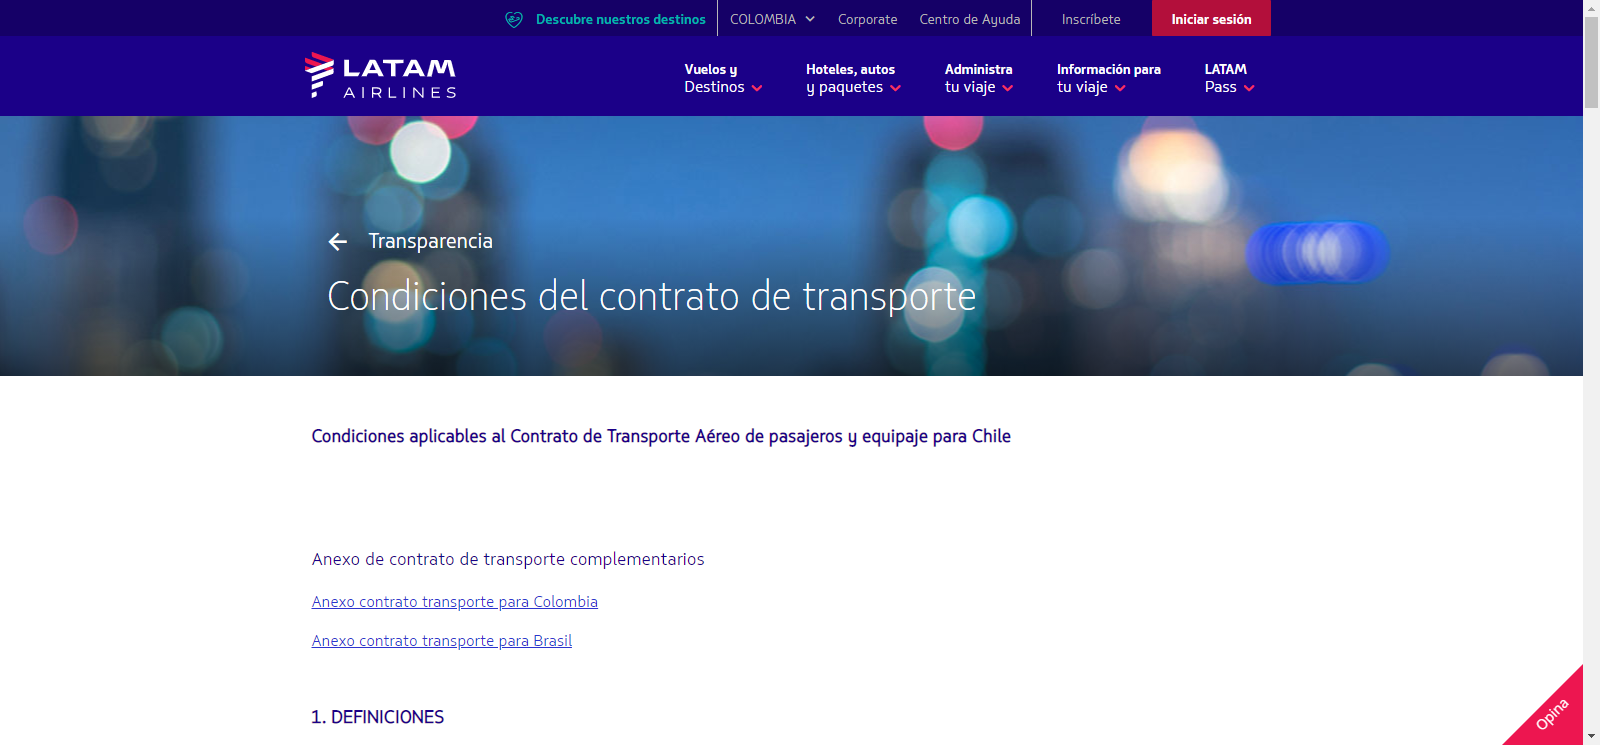 Descubre nuestros destinos COLOMBIA Corporate Centro de Ayuda Inscríbete Iniciar sesión
LATAM
AIRLINES
Vuelos y
Destinos
Hoteles, autos
y paquetes
Administra
tu viaje
Información para
tu viaje
LATAM
Pass
Transparencia
Condiciones del contrato de transporte
Condiciones aplicables al Contrato de Transporte Aéreo de pasajeros y equipaje para Chile
Anexo de contrato de transporte complementarios
Anexo contrato transporte para Colombia
Anexo contrato transporte para Brasil
1. DEFINICIONES
Opina